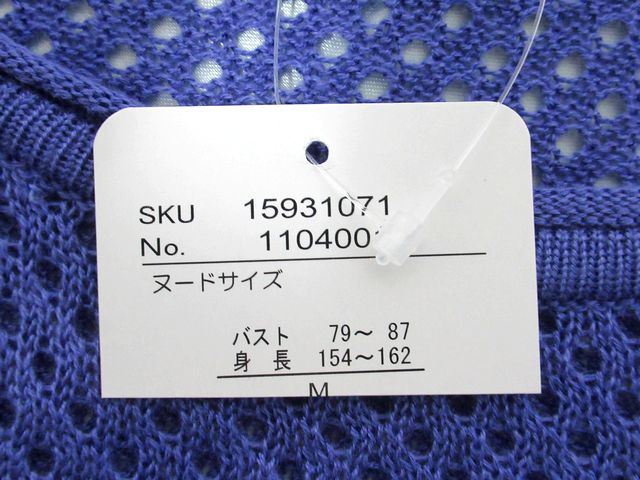 SKU 15931071
No.
ヌードサイズ
バスト 79～ 87
身 長 154～162
M